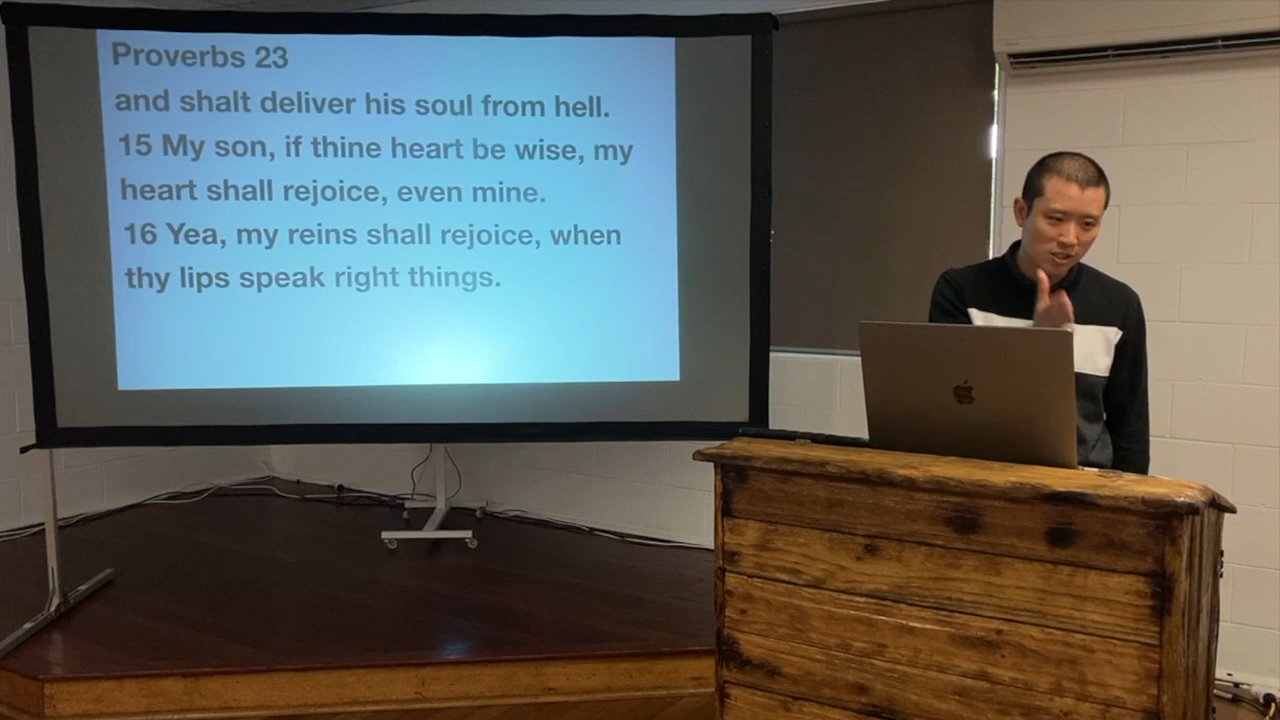 Proverbs 23
and shalt deliver his soul from hell.
15 My son, if thine heart be wise, my
heart shall rejoice, even mine.
16 Yea, my reins shall rejoice, when
thy lips speak right things.